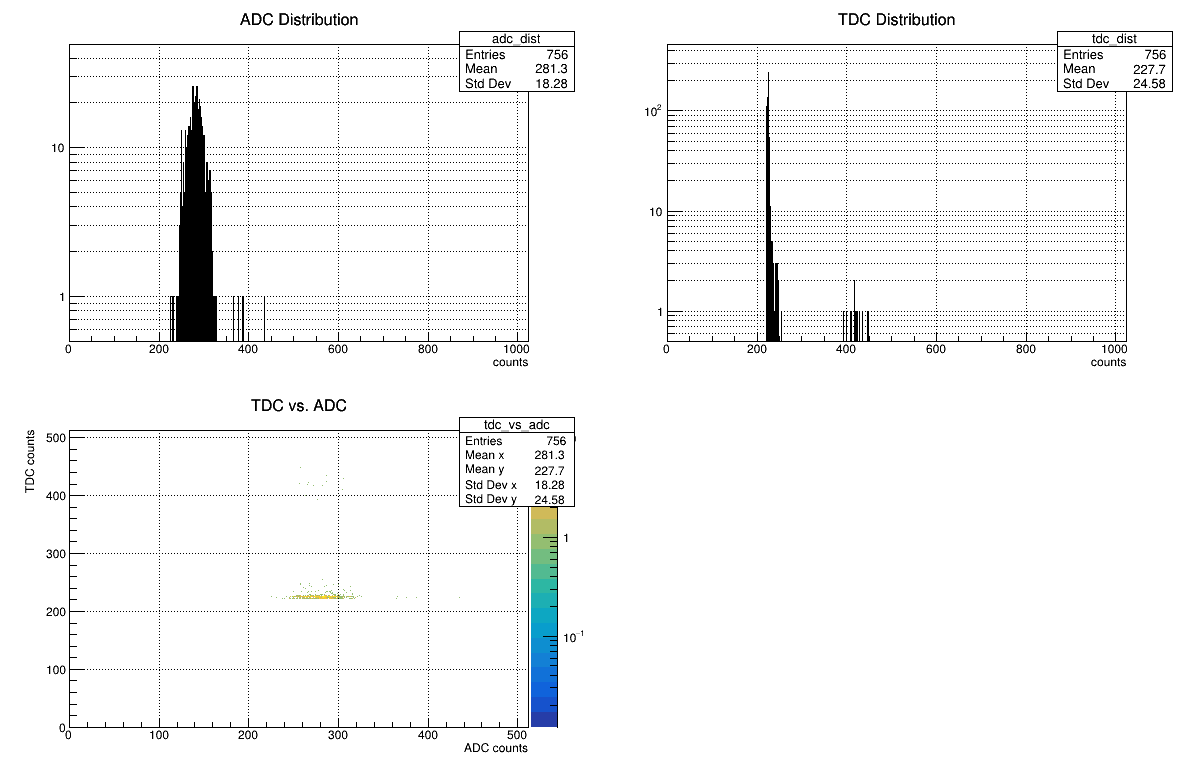 ADC Distribution
adc_dist
Entries 756
Mean 281.3
Std Dev 18.28
10
1
0 200 400 600 800 1000
counts
TDC Distribution
tdc_dist
Entries 756
Mean 227.7
Std Dev 24.58
10²
10
1
0 200 400 600 800 1000
counts
TDC vs. ADC
tdc_vs_adc
Entries 756
Mean x 281.3
Mean y 227.7
Std Dev x 18.28
Std Dev y 24.58
TDC counts
500
400
300
200
100
0
0 100 200 300 400 500
ADC counts
1
10⁻¹